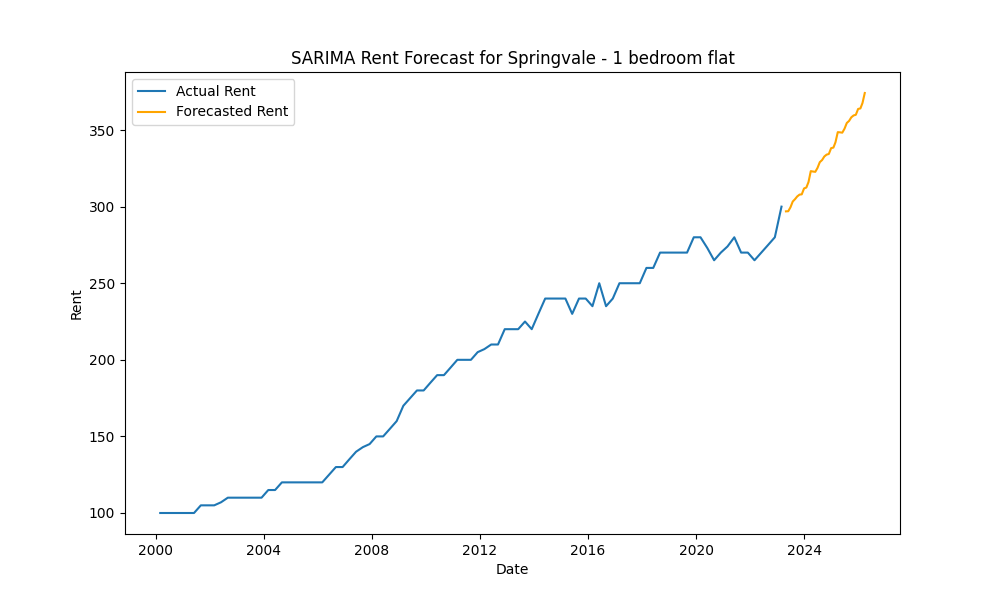 SARIMA Rent Forecast for Springvale - 1 bedroom flat
Actual Rent
Forecasted Rent
350
300
250
200
150
100
Rent
2000 2004 2008 2012 2016 2020 2024
Date